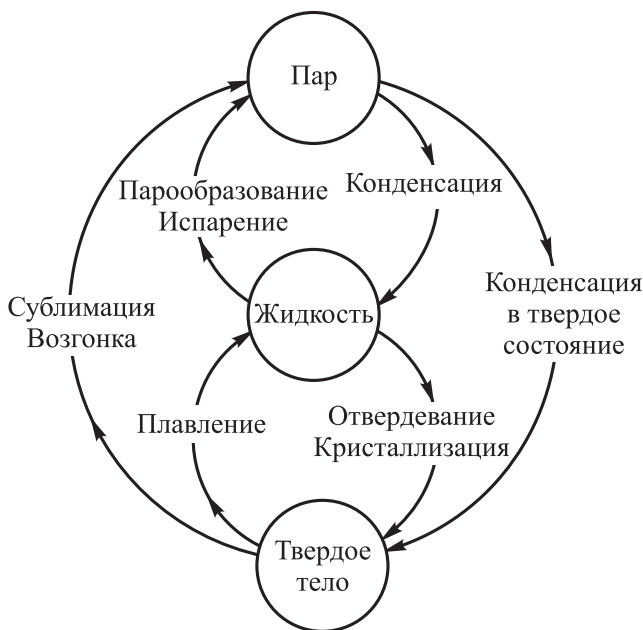 Пар
Парообразование
Испарение
Конденсация
Сублимация
Возгонка
Жидкость
Конденсация
в твердое
состояние
Плавление
Отвердевание
Кристаллизация
Твердое
тело